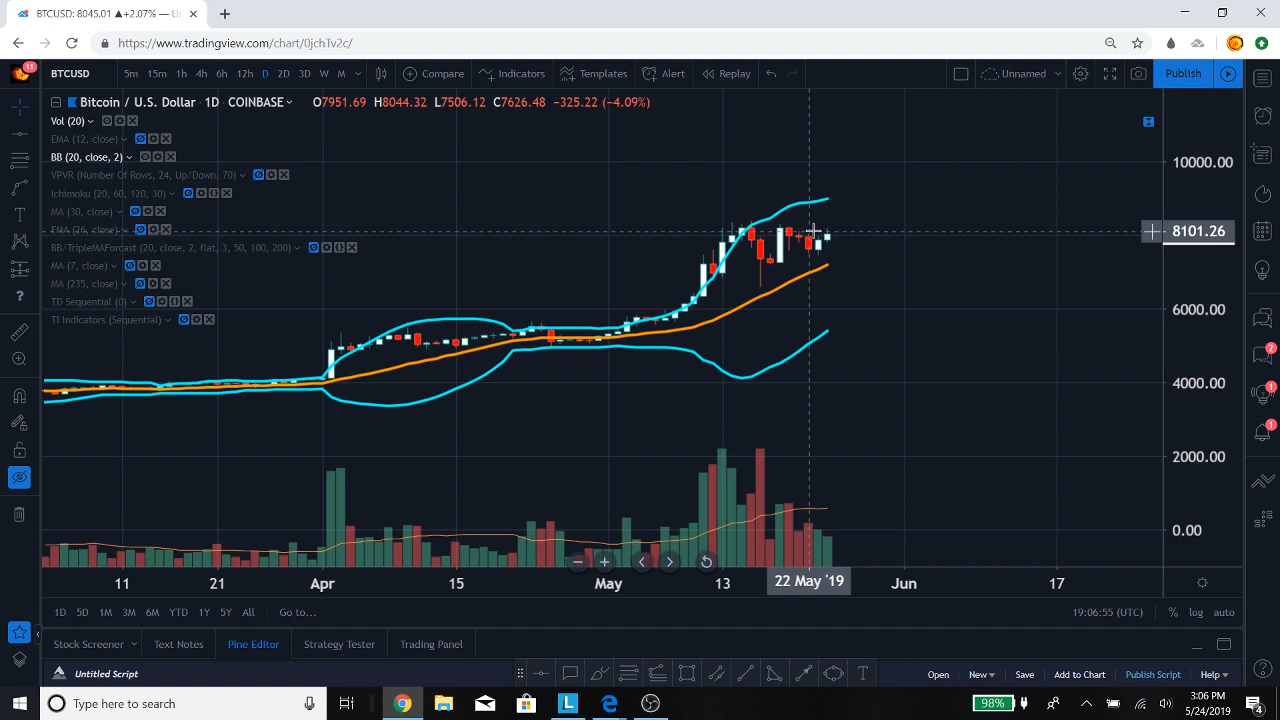 BTCUSD: 8045.01 ▲+2.07% —
https://www.tradingview.com/chart/0jchTv2c/
11
BTCUSD 5m 15m 1h 4h 6h 12h D 2D 3D W M Compare Indicators Templates Alert Replay Unnamed Publish
Bitcoin / U.S. Dollar 1D COINBASE O7951.69 H8044.32 L7506.12 C7626.48 -325.22 (-4.09%)
Vol (20)
EMA (12, close)
BB (20, close, 2)
VPVR (Number Of Rows, 24, Up/Down, 70)
Ichimoku (20, 60, 120, 30)
MA (30, close)
EMA (26, close)
BB/TripleMAForecast (20, close, 2, flat, 3, 50, 100, 200)
MA (7, close)
MA (235, close)
TD Sequential (0)
TI Indicators (Sequential)
10000.00
8101.26
6000.00
4000.00
2000.00
0.00
2
1
1
11 21 Apr 15 May 13 22 May '19 Jun 17
1D 5D 1M 3M 6M YTD 1Y 5Y All Go to... 19:06:55 (UTC) % log auto
Stock Screener Text Notes Pine Editor Strategy Tester Trading Panel
Untitled Script Open New Save Add to Chart Publish Script Help
Type here to search 98% 3:06 PM
5/24/2019
4